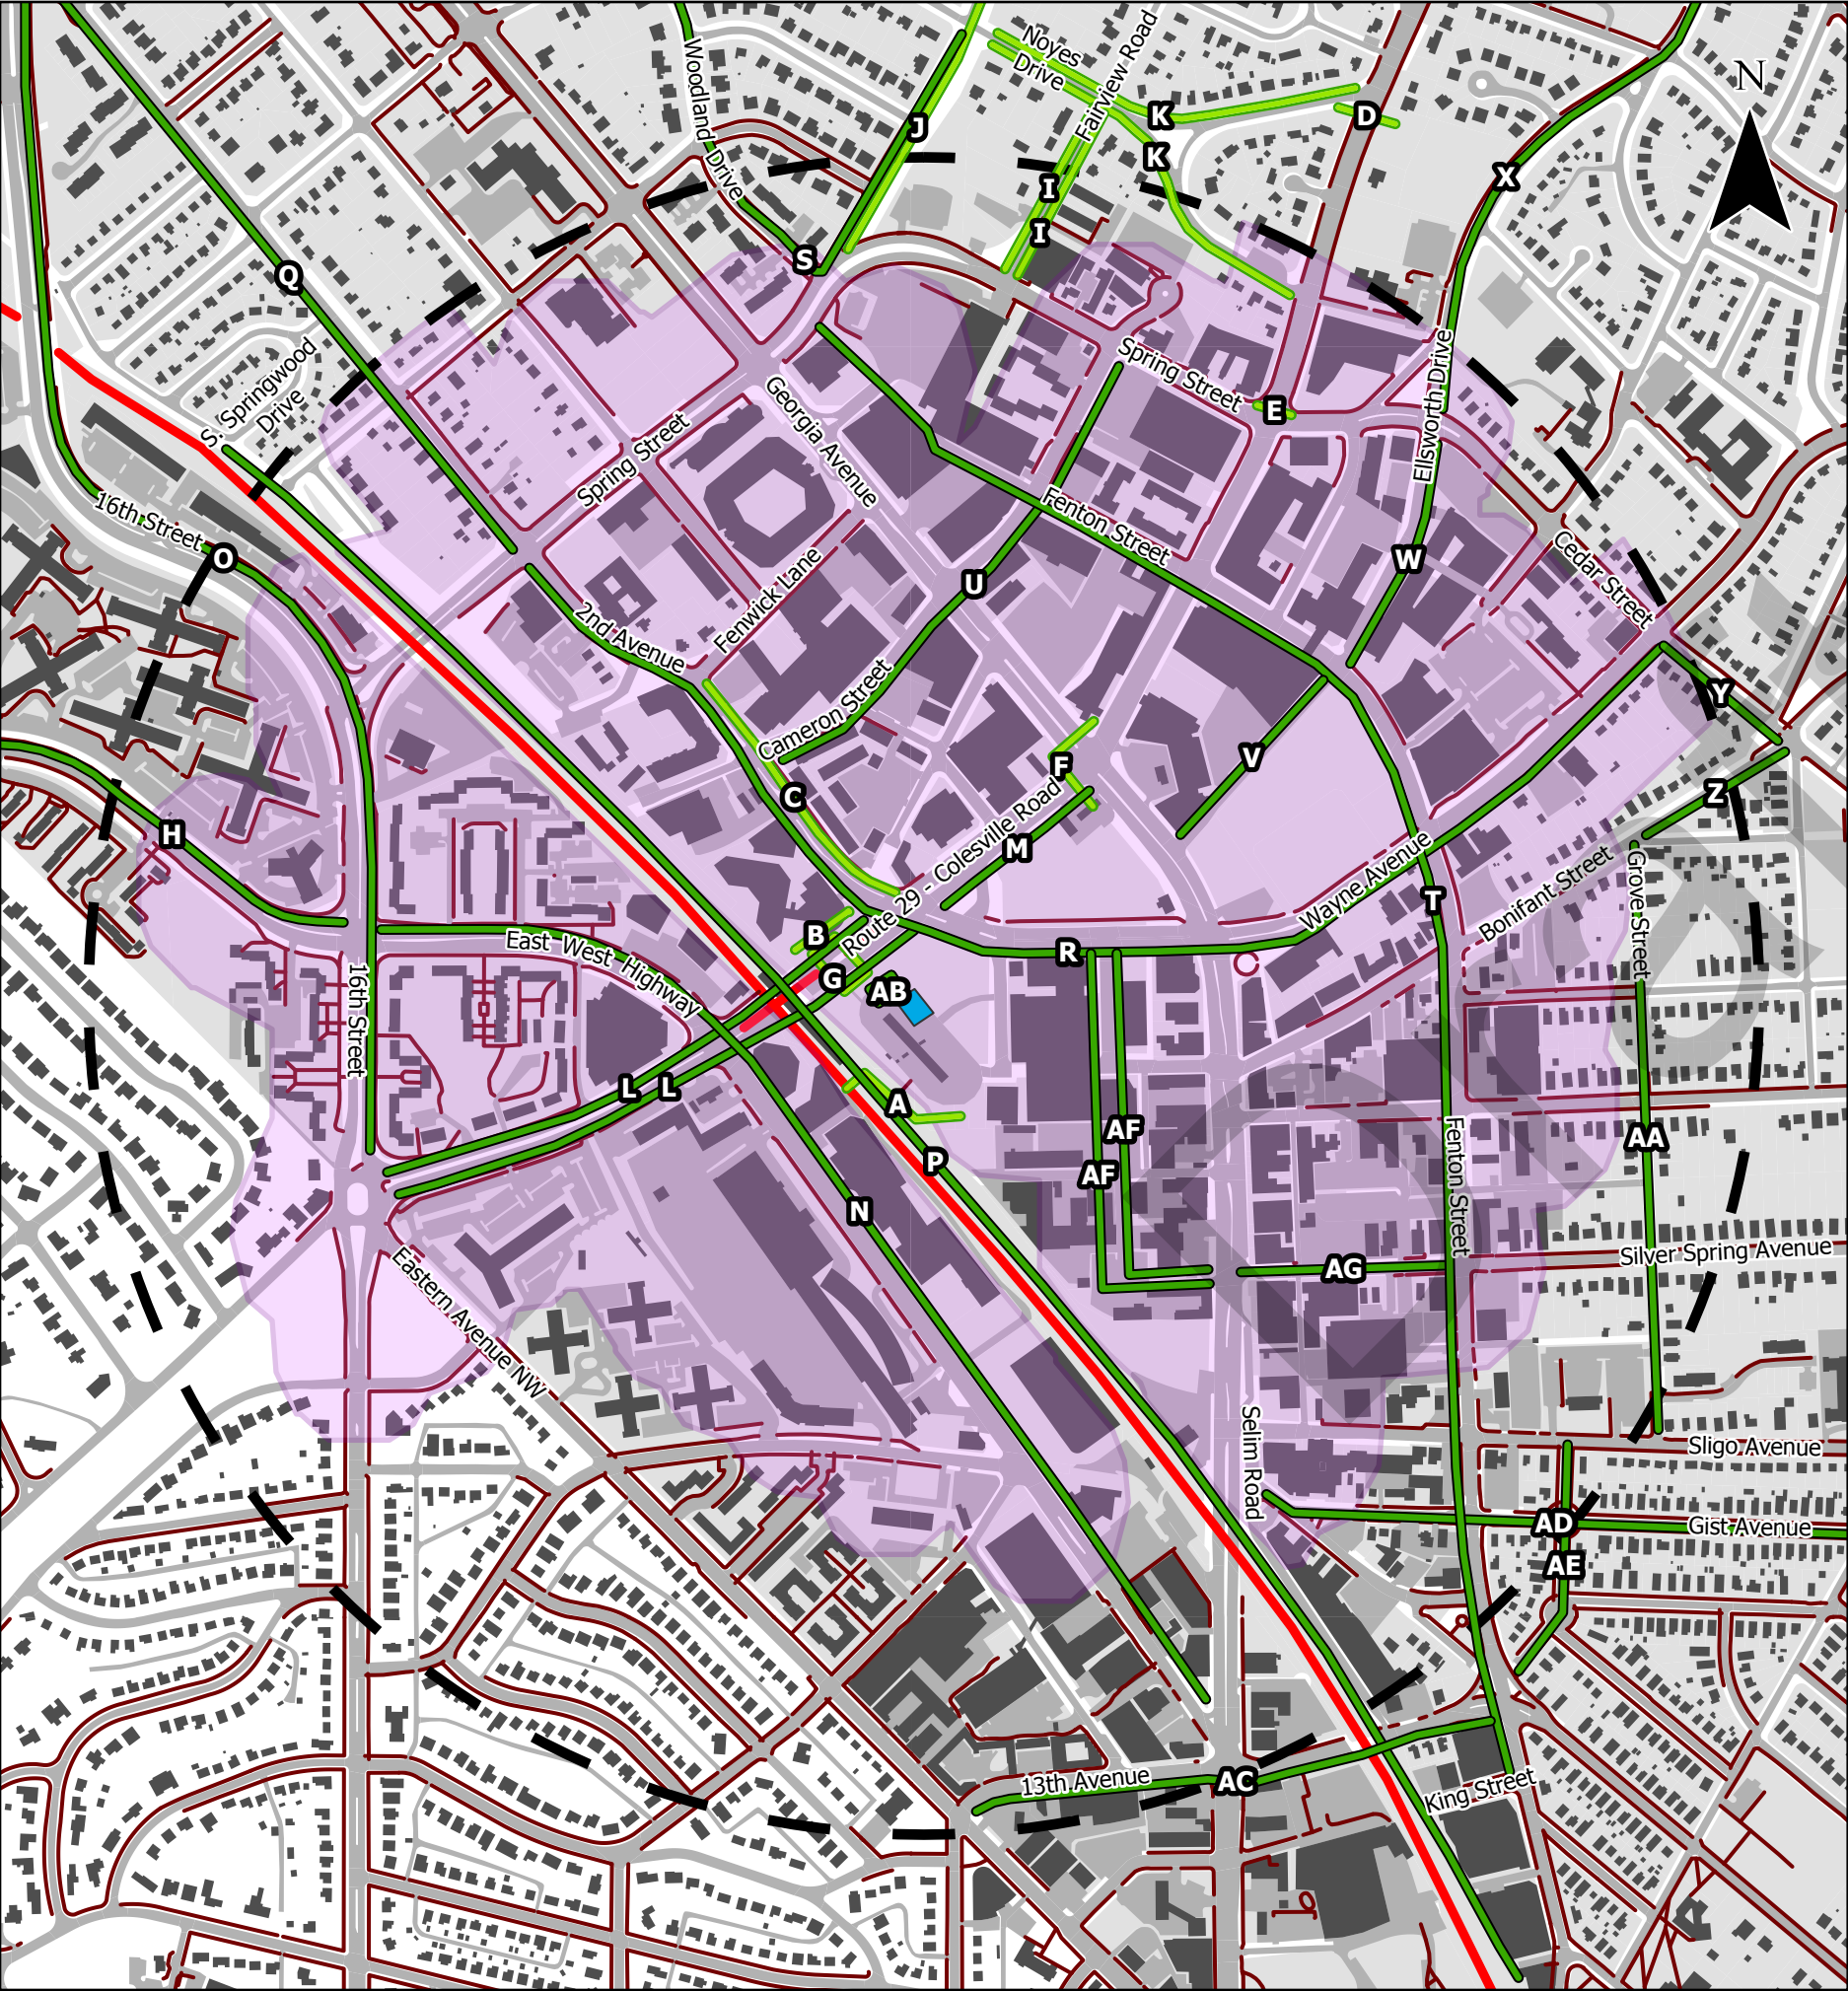 Noyes
Drive
Fairview Road
N
Woodland Drive
J
K
D
K
X
I
I
S
Q
Spring Street
Ellsworth Drive
E
S. Springwood
Drive
Georgia Avenue
Spring Street
16th Street
O
Fenton Street
W
Cedar Street
Fenwick Lane
U
2nd Avenue
Cameron Street
Y
V
F
Z
C
H
M
Route 29 - Colesville Road
Wayne Avenue
Grove Street
Bonifant Street
T
B
R
East West Highway
G
AB
16th Street
L
L
A
AF
AA
P
AF
N
Fenton Street
AG
Silver Spring Avenue
Eastern Avenue NW
Selim Road
Sligo Avenue
AD
Gist Avenue
AE
13th Avenue
AC
King Street